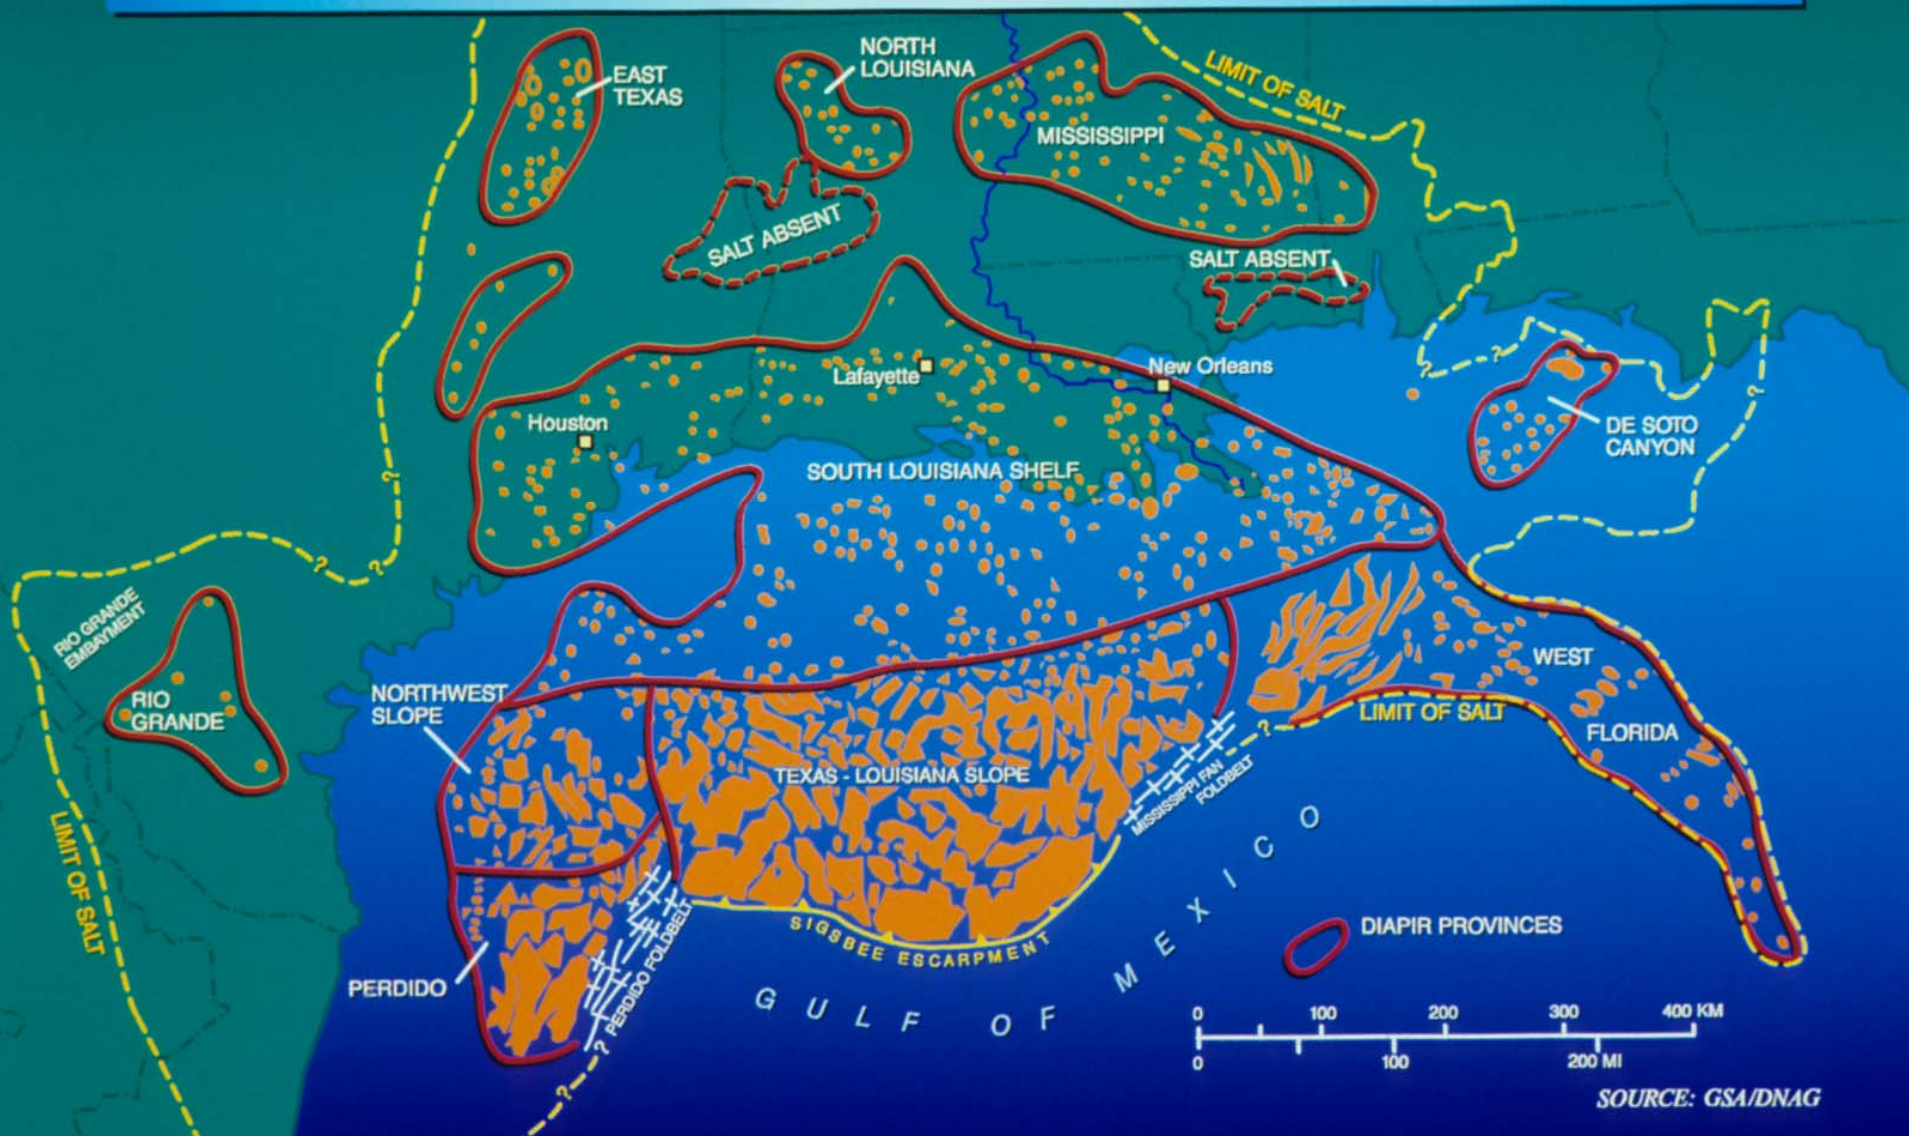 NORTH
LOUISIANA
EAST
TEXAS
LIMIT OF SALT
MISSISSIPPI
SALT ABSENT
SALT ABSENT
Lafayette
New Orleans
Houston
DE SOTO
CANYON
?
?
?
?
SOUTH LOUISIANA SHELF
?
?
RIO GRANDE
EMBAYMENT
RIO
GRANDE
NORTHWEST
SLOPE
WEST
FLORIDA
LIMIT OF SALT
?
TEXAS - LOUISIANA SLOPE
MISSISSIPPI FAN
FOLDBELT
LIMIT OF SALT
SIGSBEE ESCARPMENT
PERDIDO FOLDBELT
PERDIDO
GULF OF MEXICO
DIAPIR PROVINCES
?
?
0 100 200 300 400 KM
0 100 200 MI
SOURCE: GSA/DNAG